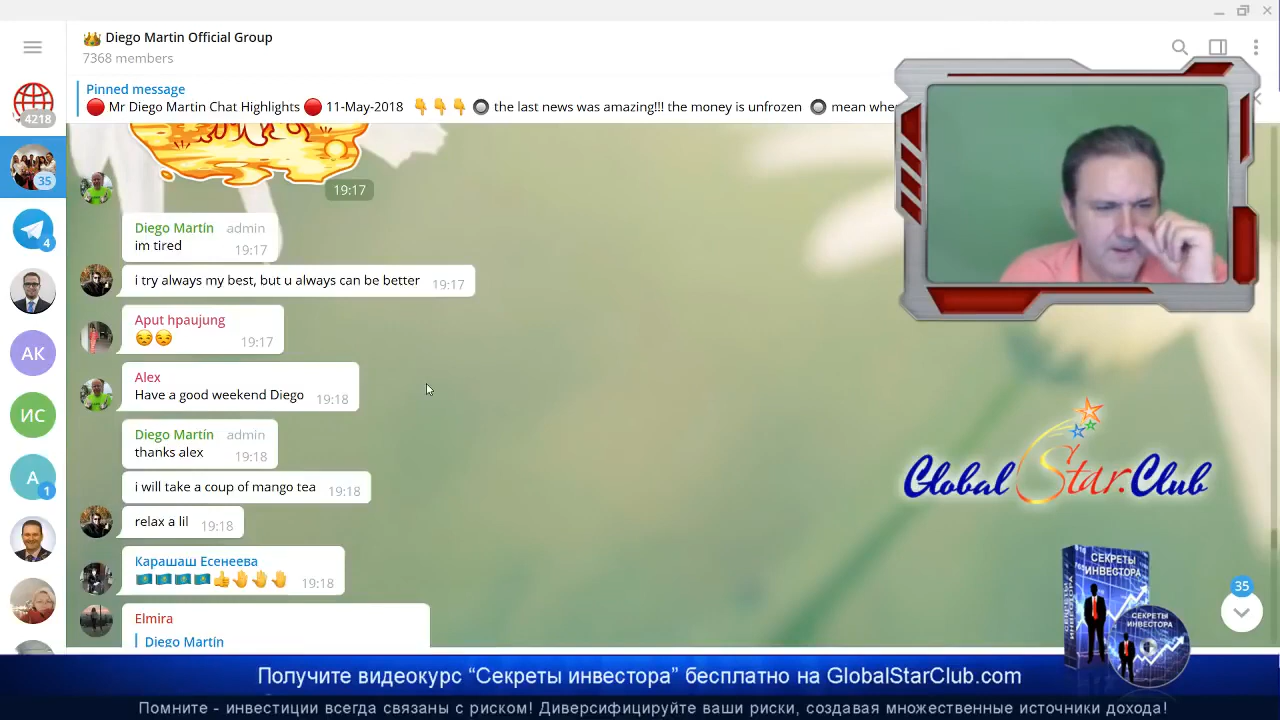 Diego Martin Official Group
7368 members
Pinned message
🔴 Mr Diego Martin Chat Highlights 🔴 11-May-2018 👇👇👇 🔘 the last news was amazing!!! the money is unfrozen 🔘 mean
4218
35
4
АК
ИС
А
1
19:17
Diego Martín admin
im tired 19:17
i try always my best, but u always can be better 19:17
Aput hpaujung
😒😒 19:17
Alex
Have a good weekend Diego 19:18
Diego Martín admin
thanks alex 19:18
i will take a coup of mango tea 19:18
relax a lil 19:18
Карашаш Есенеева
🇰🇿🇰🇿🇰🇿🇰🇿👍🤚🤚🤚 19:18
Elmira
Diego Martín
Global Star.Club
СЕКРЕТЫ
ИНВЕСТОРА
СЕКРЕТЫ
ИНВЕСТОРА
35
Получите видеокурс “Секреты инвестора” бесплатно на GlobalStarClub.com
Помните - инвестиции всегда связаны с риском! Диверсифицируйте ваши риски, создавая множественные источники дохода!